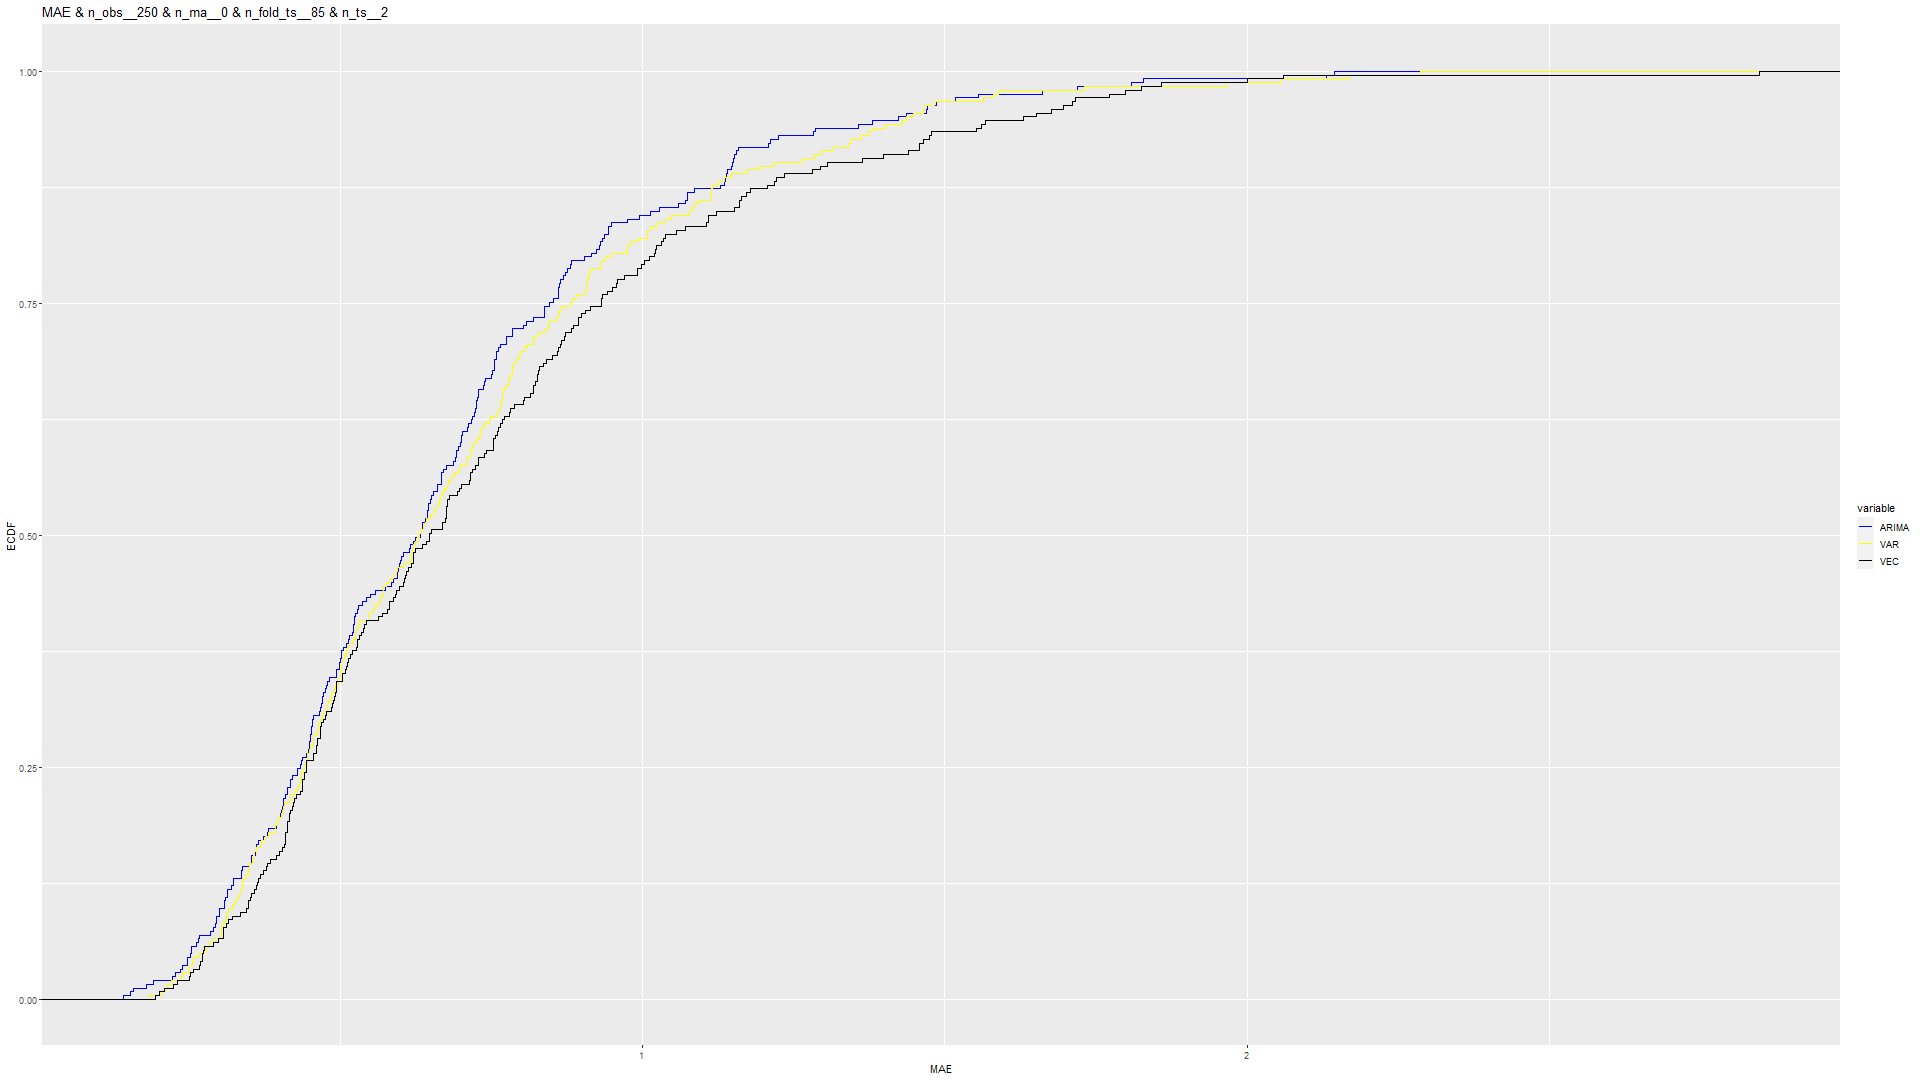 MAE & n_obs__250 & n_ma__0 & n_fold_ts__85 & n_ts__2
1.00
0.75
0.50
0.25
0.00
ECDF
1
2
MAE
variable
ARIMA
VAR
VEC